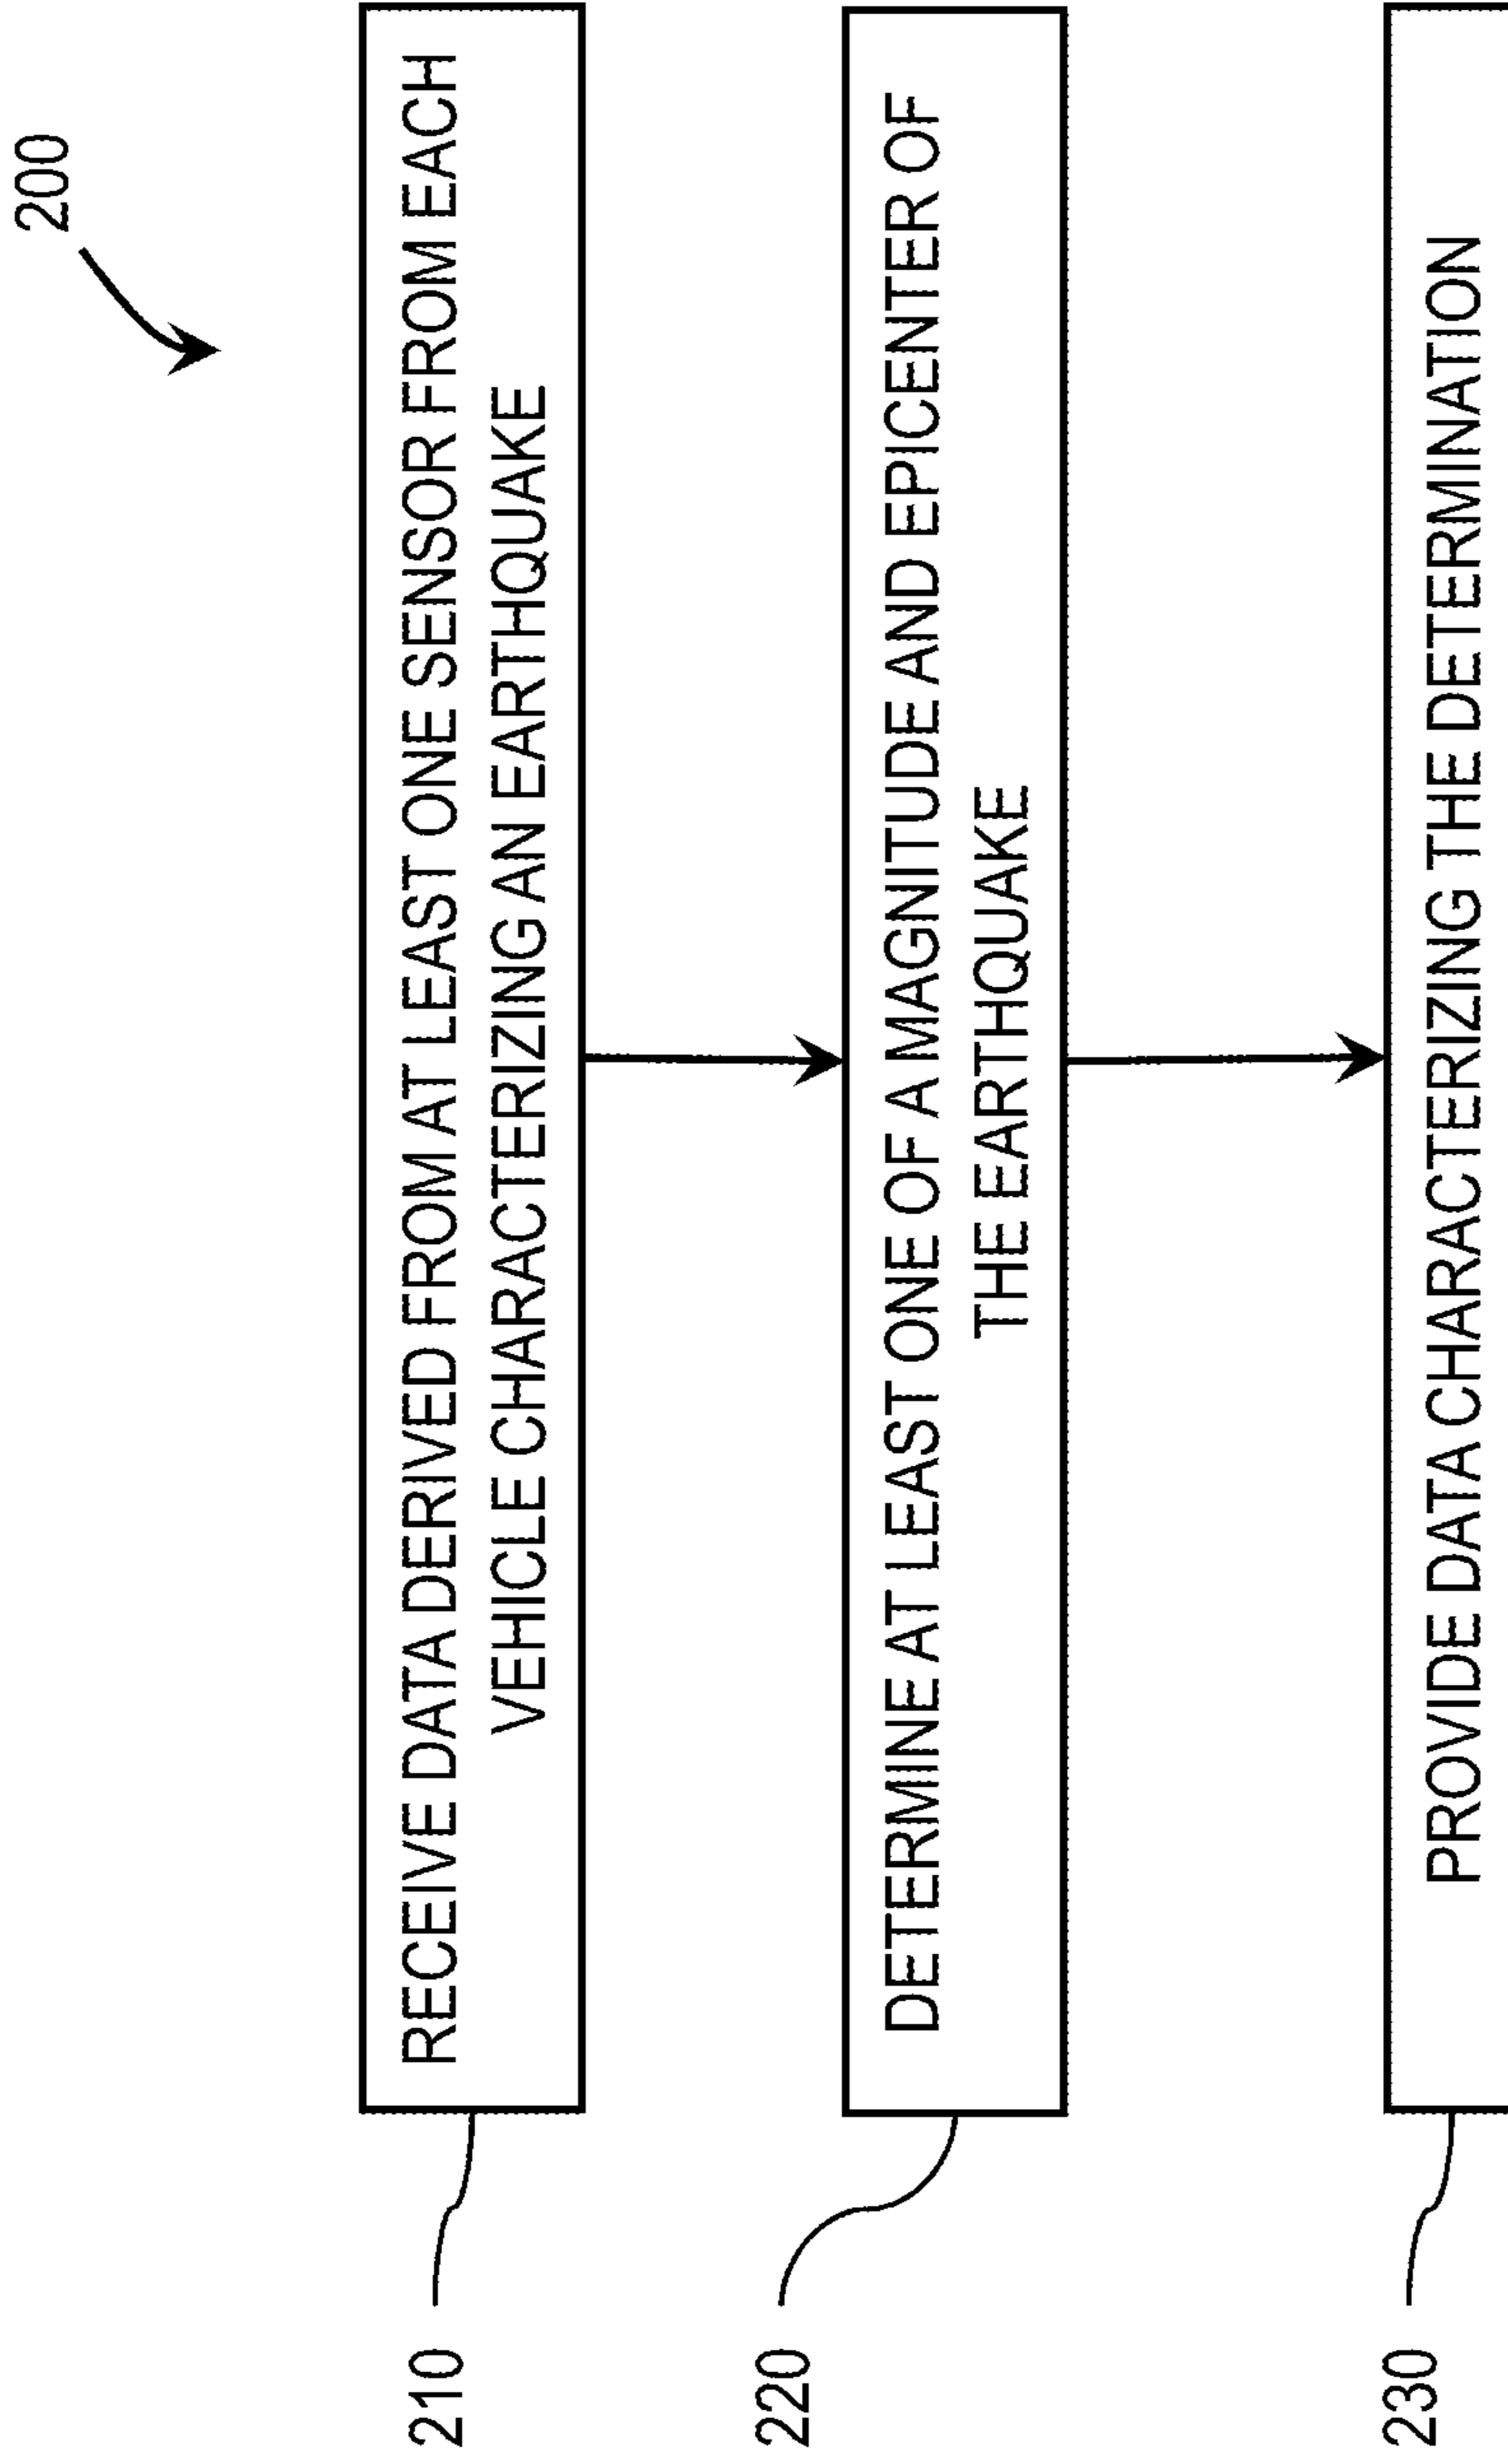 200
210
RECEIVE DATA DERIVED FROM AT LEAST ONE SENSOR FROM EACH
VEHICLE CHARACTERIZING AN EARTHQUAKE
220
DETERMINE AT LEAST ONE OF A MAGNITUDE AND EPICENTER OF
THE EARTHQUAKE
230
PROVIDE DATA CHARACTERIZING THE DETERMINATION